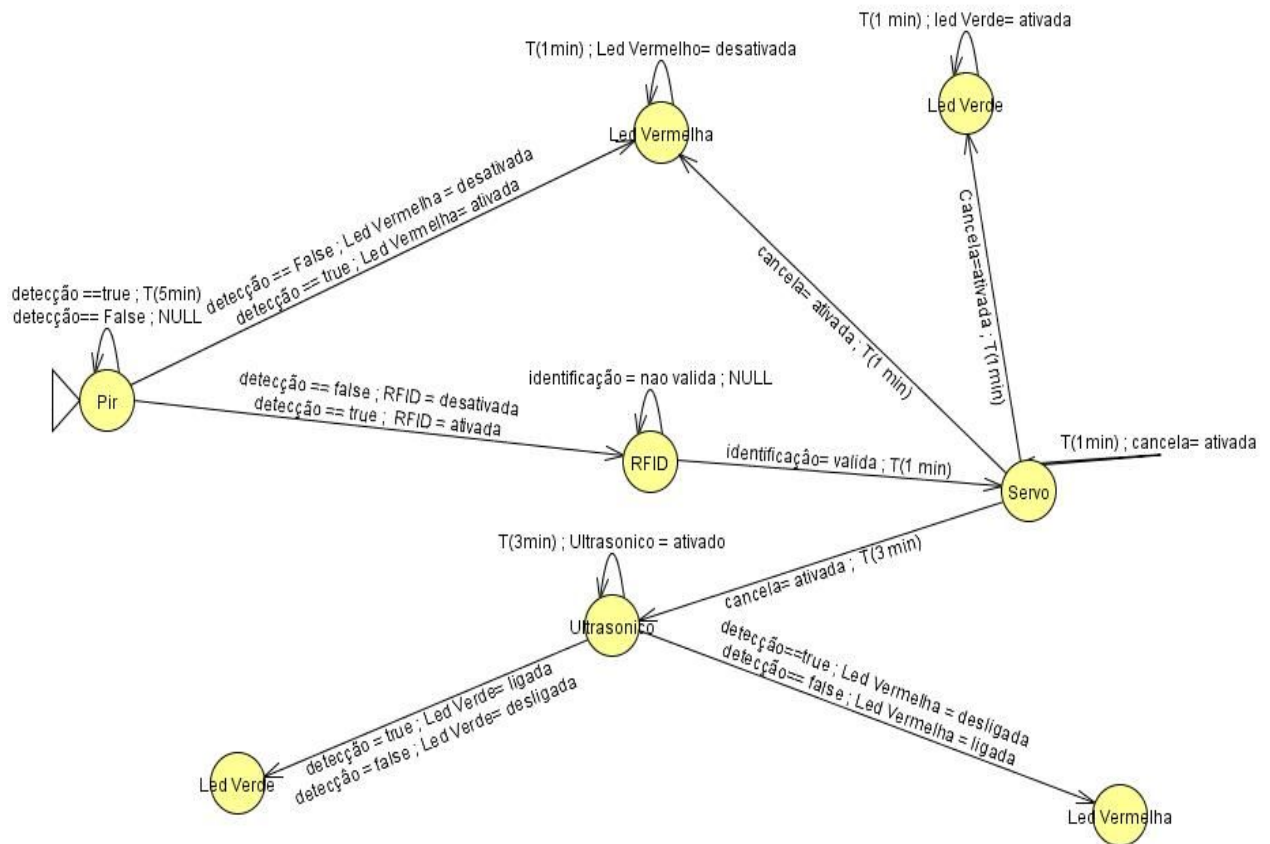 T(1 min) ; led Verde= ativada
T(1min) ; Led Vermelho= desativada
Led Verde
Led Vermelha
detecção == False ; Led Vermelha = desativada
detecção == true ; Led Vermelha= ativada
cancela= ativada ; T(1 min)
Cancela=ativada ; T(1min)
detecção ==true ; T(5min)
detecção== False ; NULL
Pir
detecção == false ; RFID = desativada
detecção == true ; RFID = ativada
identificação = nao valida ; NULL
RFID
identificação= valida ; T(1 min)
T(1min) ; cancela= ativada
Servo
T(3min) ; Ultrasonico = ativado
cancela= ativada ; T(3 min)
Ultrasonico
detecção==true ; Led Vermelha = desligada
detecção== false ; Led Vermelha = ligada
detecção = true ; Led Verde= ligada
detecção = false ; Led Verde= desligada
Led Verde
Led Vermelha